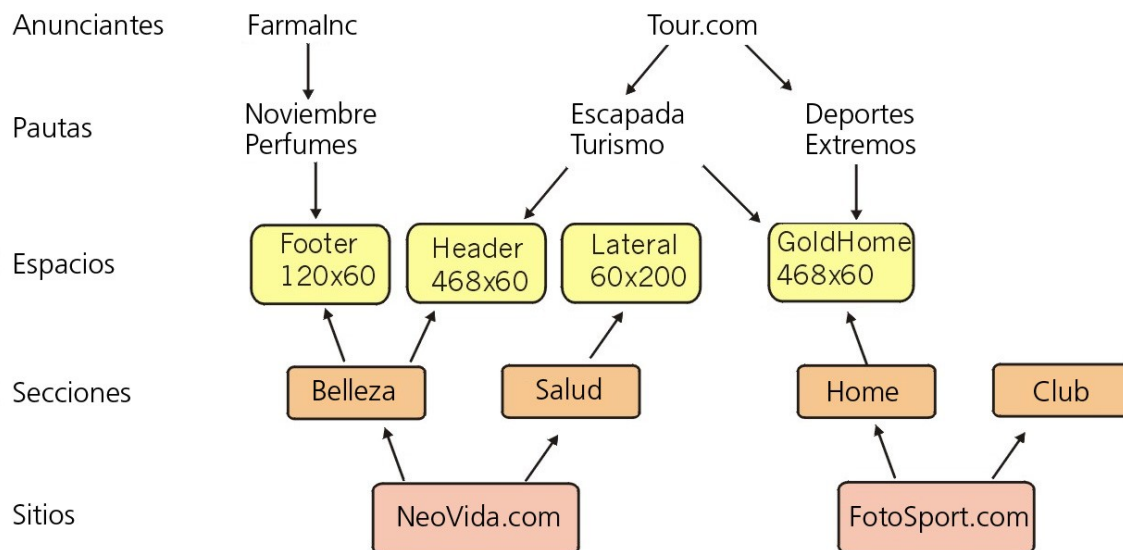 Anunciantes FarmaInc Tour.com
Pautas
Noviembre
Perfumes
Escapada
Turismo
Deportes
Extremos
Espacios
Footer
120x60
Header
468x60
Lateral
60x200
GoldHome
468x60
Secciones Belleza Salud Home Club
Sitios NeoVida.com FotoSport.com